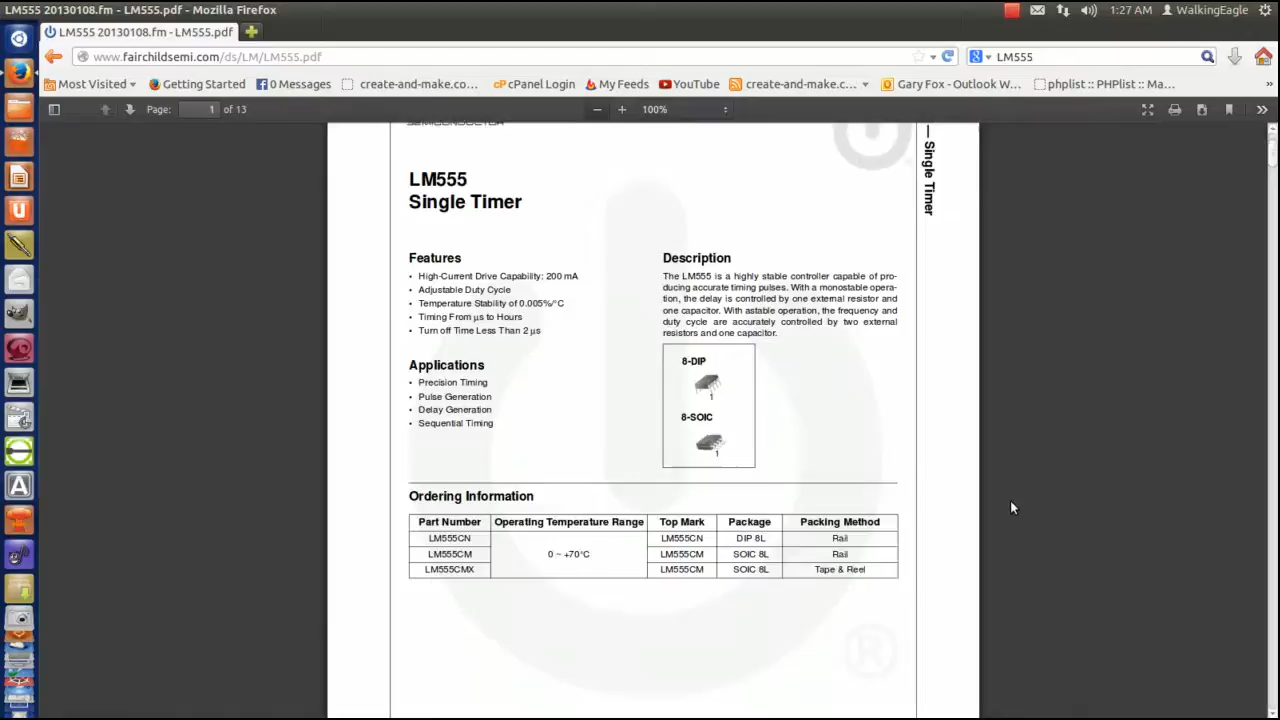 LM555 20130108.fm - LM555.pdf - Mozilla Firefox
1:27 AM
WalkingEagle
LM555 20130108.fm - LM555.pdf
www.fairchildsemi.com/ds/LM/LM555.pdf
LM555
Most Visited
Getting Started
0 Messages
create-and-make.co...
cPanel Login
My Feeds
YouTube
create-and-make.co...
Gary Fox - Outlook W...
phplist :: PHPlist :: Ma...
Page: 1 of 13
100%
SEMICONDUCTOR
— Single Timer
LM555
Single Timer
Features
• High-Current Drive Capability: 200 mA
• Adjustable Duty Cycle
• Temperature Stability of 0.005%/°C
• Timing From μs to Hours
• Turn off Time Less Than 2 μs
Applications
• Precision Timing
• Pulse Generation
• Delay Generation
• Sequential Timing
Description
The LM555 is a highly stable controller capable of pro-
ducing accurate timing pulses. With a monostable opera-
tion, the delay is controlled by one external resistor and
one capacitor. With astable operation, the frequency and
duty cycle are accurately controlled by two external
resistors and one capacitor.
8-DIP
1
8-SOIC
1
Ordering Information
Part Number Operating Temperature Range Top Mark Package Packing Method
LM555CN 0 ~ +70°C LM555CN DIP 8L Rail
LM555CM LM555CM SOIC 8L Rail
LM555CMX LM555CM SOIC 8L Tape & Reel